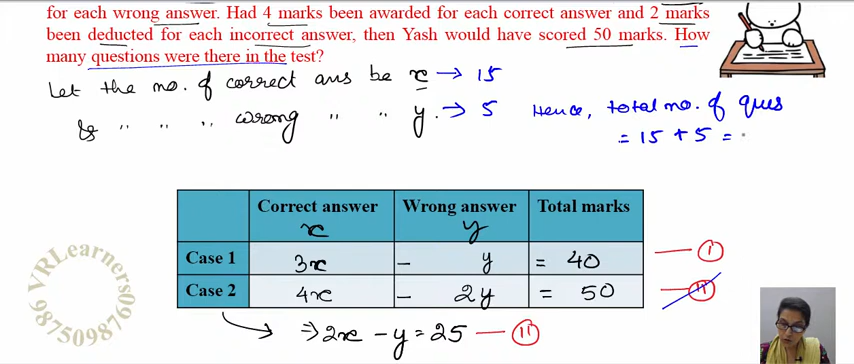 for each wrong answer. Had 4 marks been awarded for each correct answer and 2 marks
been deducted for each incorrect answer, then Yash would have scored 50 marks. How
many questions were there in the test?
Let the no. of correct ans be x → 15
& " " " wrong " " y. → 5
Hence, total no. of ques
= 15 + 5 =
Correct answer Wrong answer Total marks
x y
Case 1 3x - y = 40 — I
Case 2 4x - 2y = 50 — II
⇒ 2x - y = 25 — II
VRLearners
9875098760